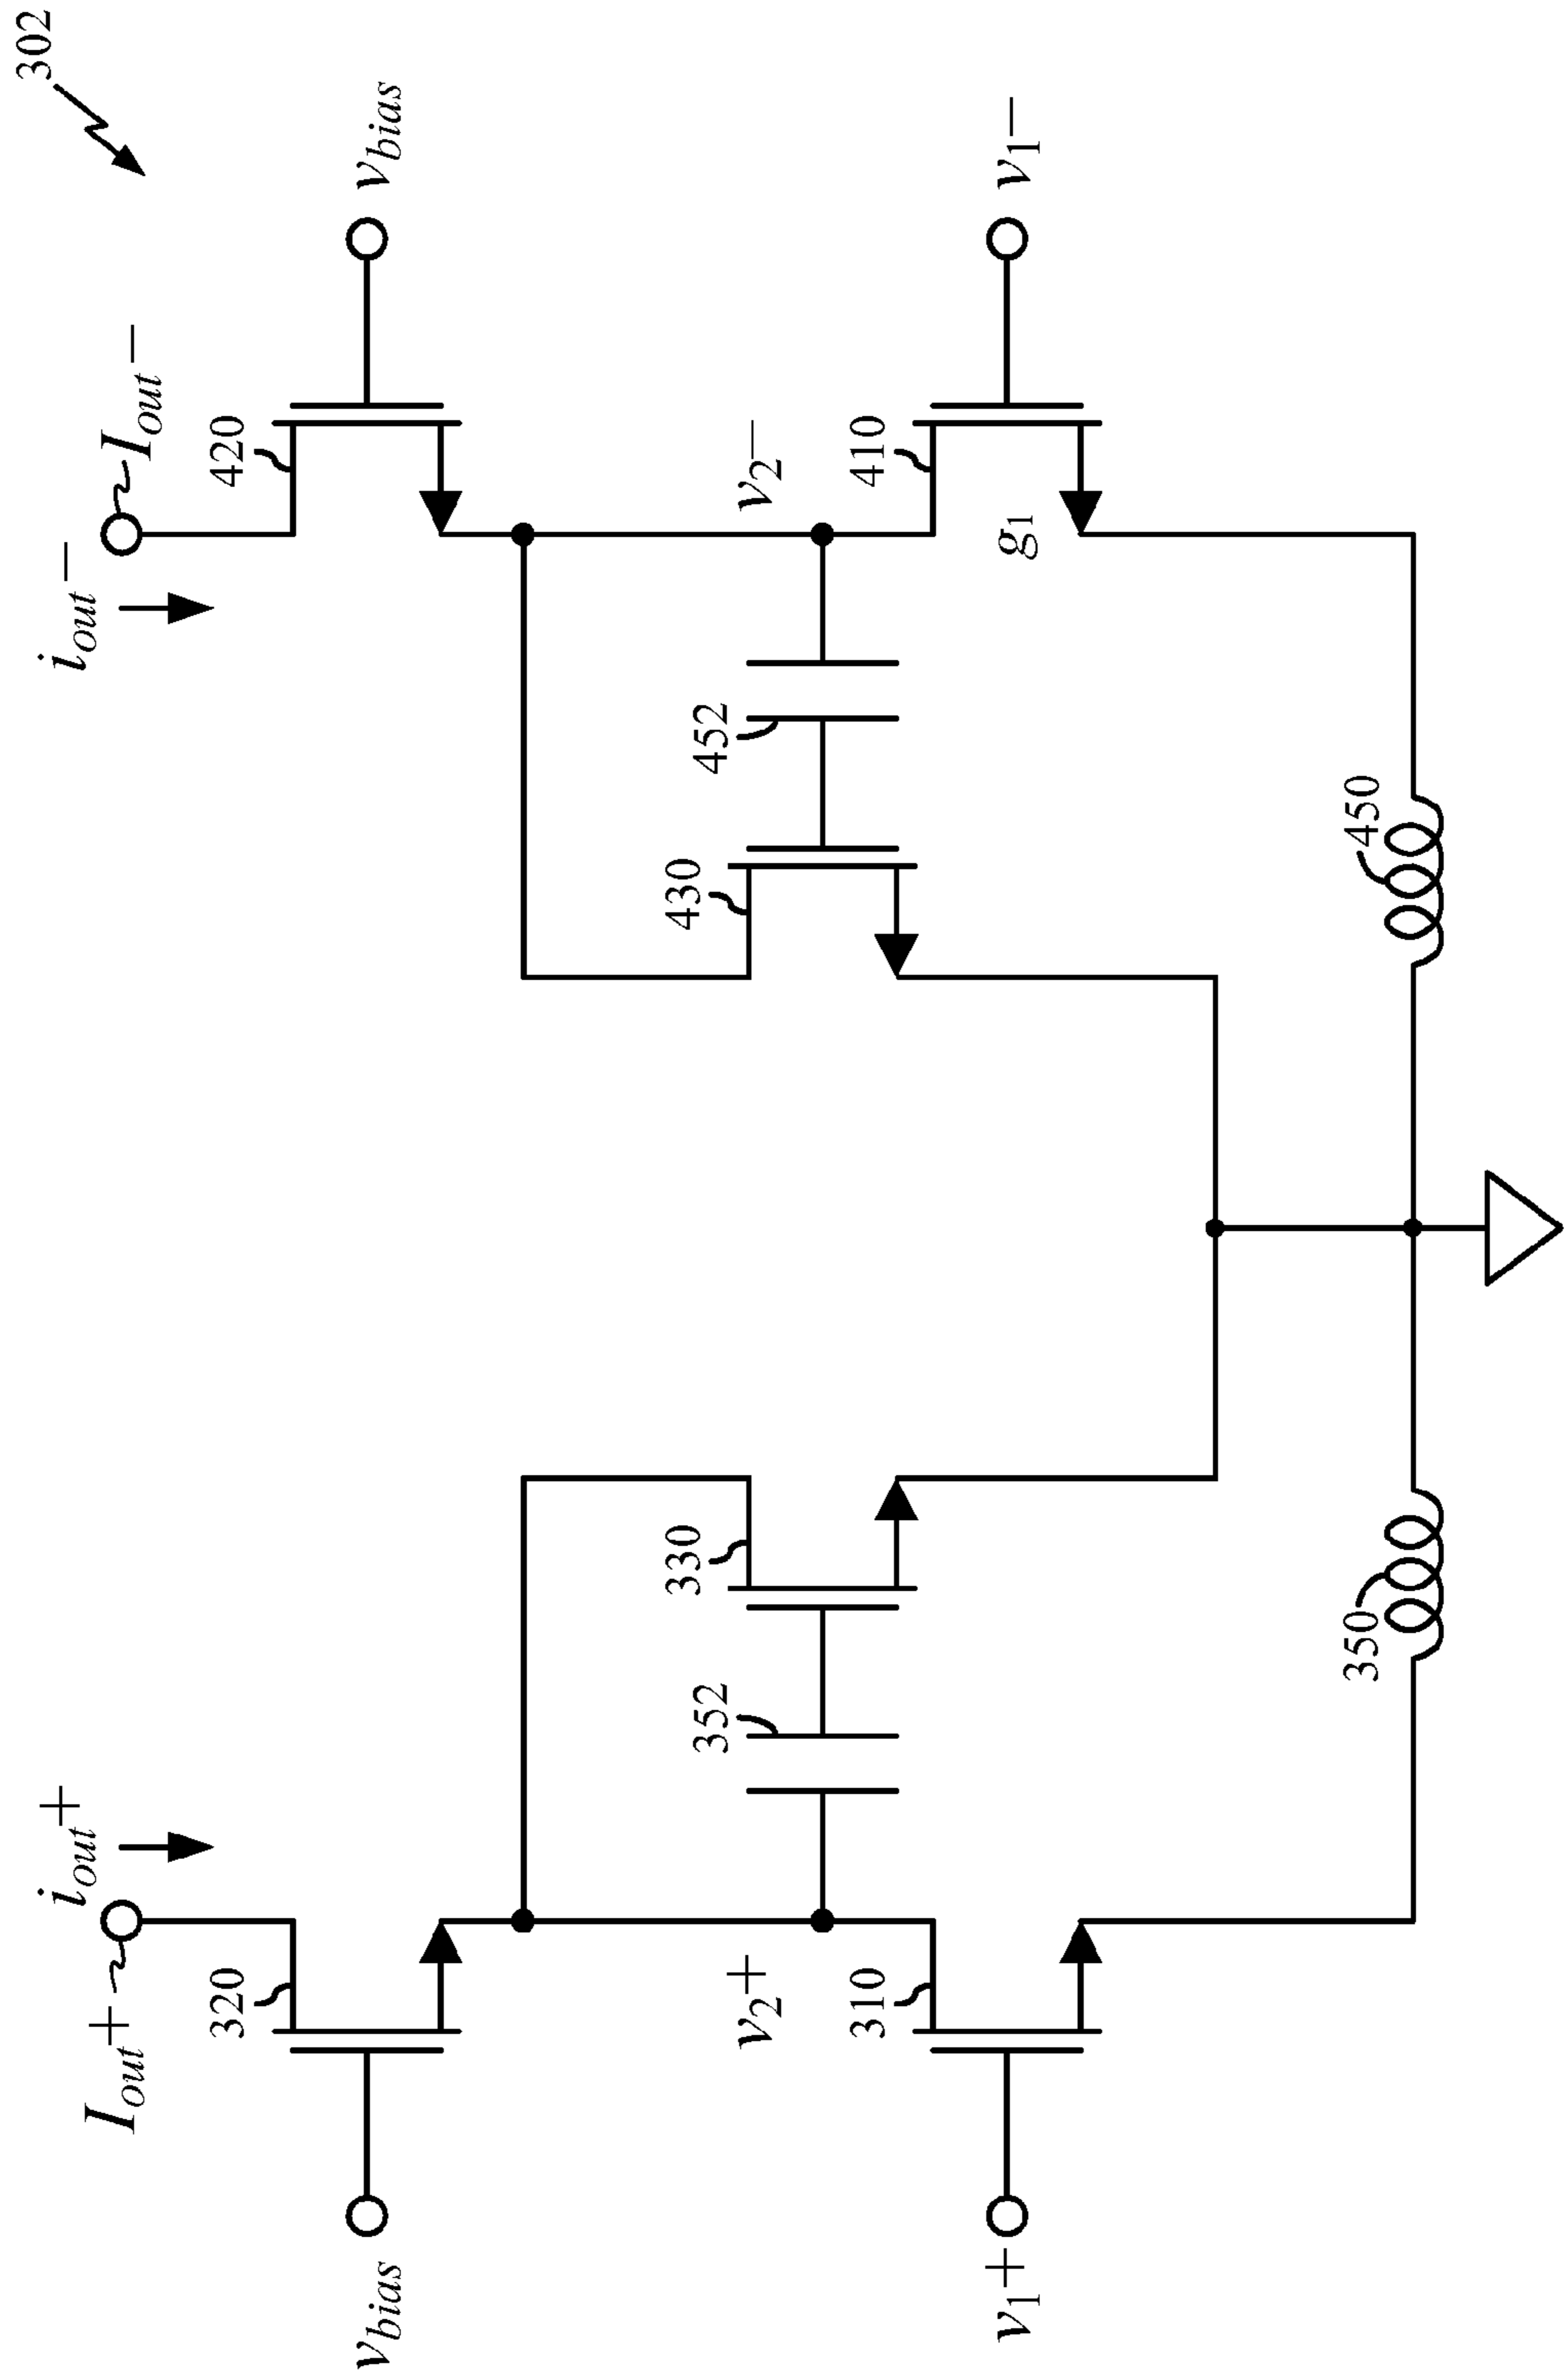 302
i_out+
I_out+
i_out−
I_out−
320
420
v_bias
v_bias
v_2+
v_2−
330
430
352
452
310
410
g_1
v_1+
v_1−
350
450